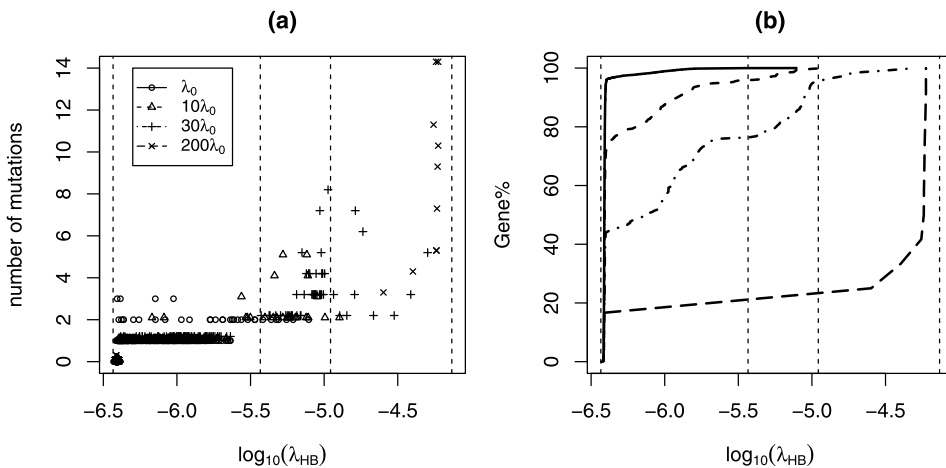 (a)
number of mutations
14
12
10
8
6
4
2
0
λ0
10λ0
30λ0
200λ0
−6.5 −6.0 −5.5 −5.0 −4.5
log10(λHB)
(b)
Gene%
100
80
60
40
20
0
−6.5 −6.0 −5.5 −5.0 −4.5
log10(λHB)